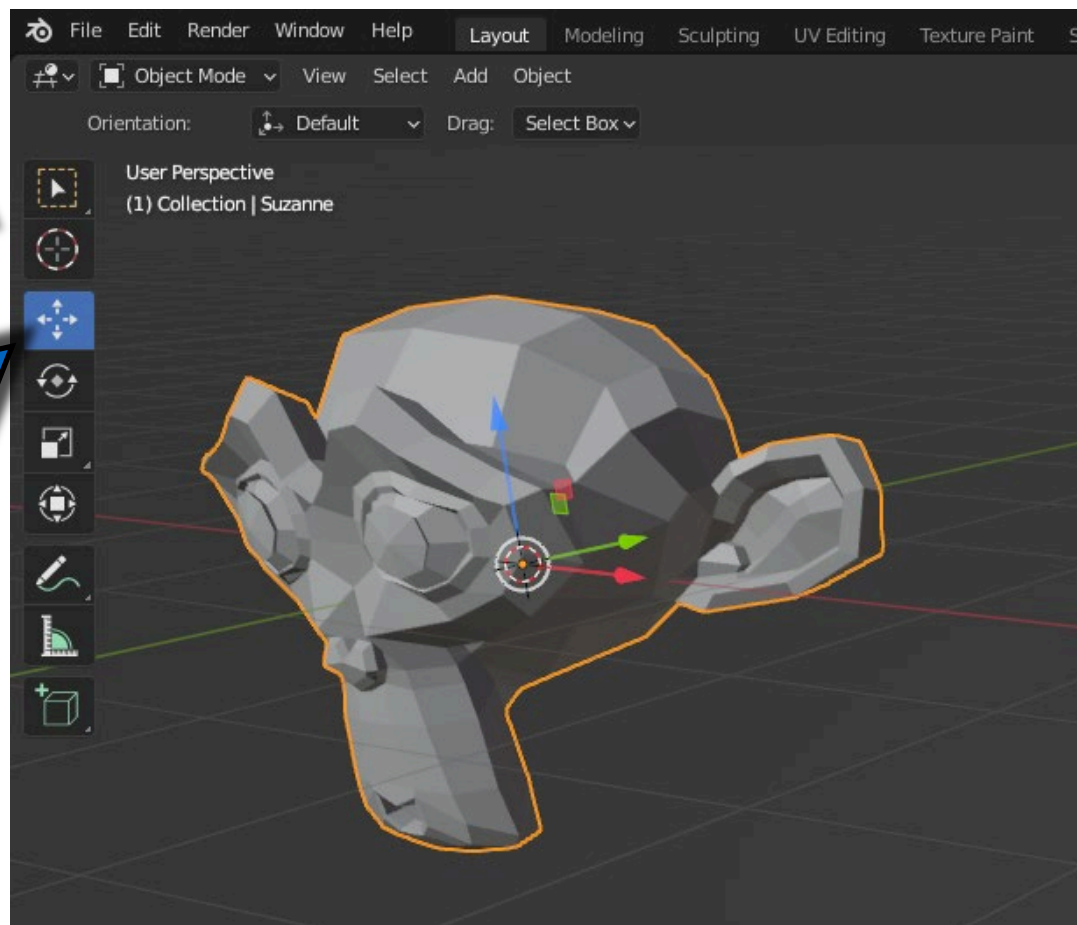 File Edit Render Window Help Layout Modeling Sculpting UV Editing Texture Paint
Object Mode View Select Add Object
Orientation: Default Drag: Select Box
User Perspective
(1) Collection | Suzanne